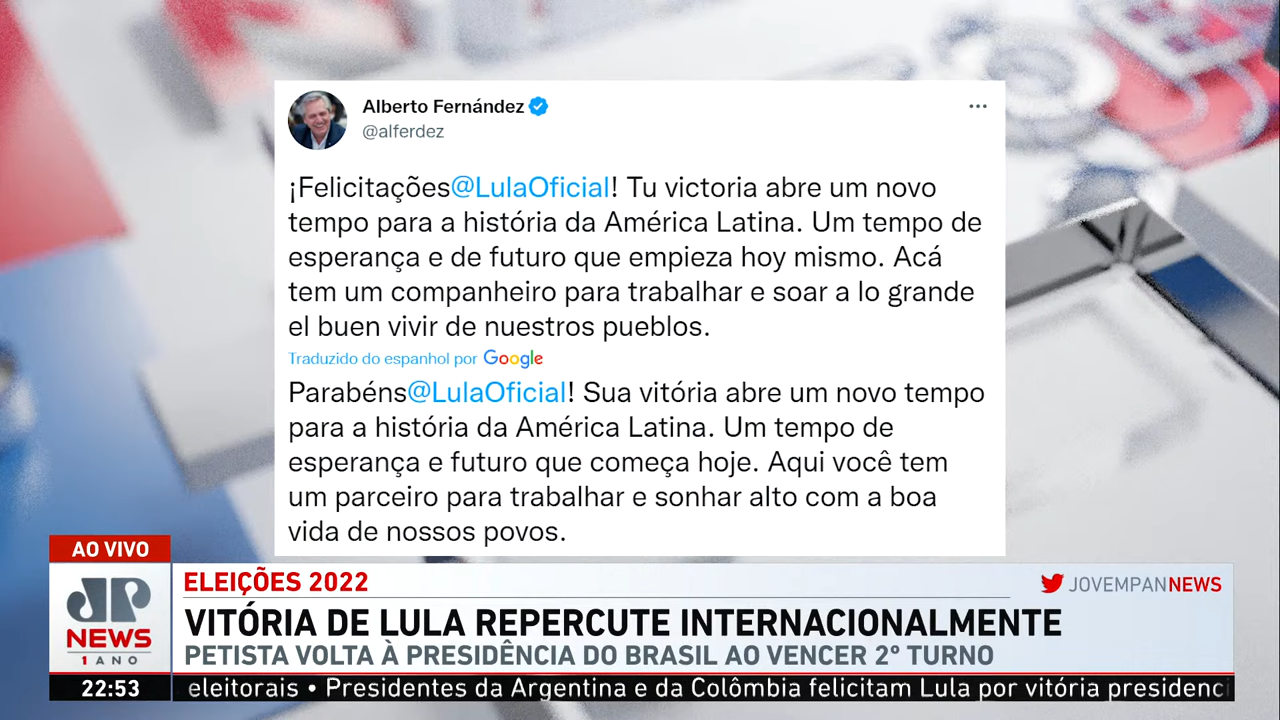 Alberto Fernández
@alferdez
¡Felicitações@LulaOficial! Tu victoria abre um novo
tempo para a história da América Latina. Um tempo de
esperança e de futuro que empieza hoy mismo. Acá
tem um companheiro para trabalhar e soar a lo grande
el buen vivir de nuestros pueblos.
Traduzido do espanhol por Google
Parabéns@LulaOficial! Sua vitória abre um novo tempo
para a história da América Latina. Um tempo de
esperança e futuro que começa hoje. Aqui você tem
um parceiro para trabalhar e sonhar alto com a boa
vida de nossos povos.
AO VIVO
JP
NEWS
1 ANO
22:53
ELEIÇÕES 2022
JOVEMPANNEWS
VITÓRIA DE LULA REPERCUTE INTERNACIONALMENTE
PETISTA VOLTA À PRESIDÊNCIA DO BRASIL AO VENCER 2º TURNO
eleitorais • Presidentes da Argentina e da Colômbia felicitam Lula por vitória presidenci